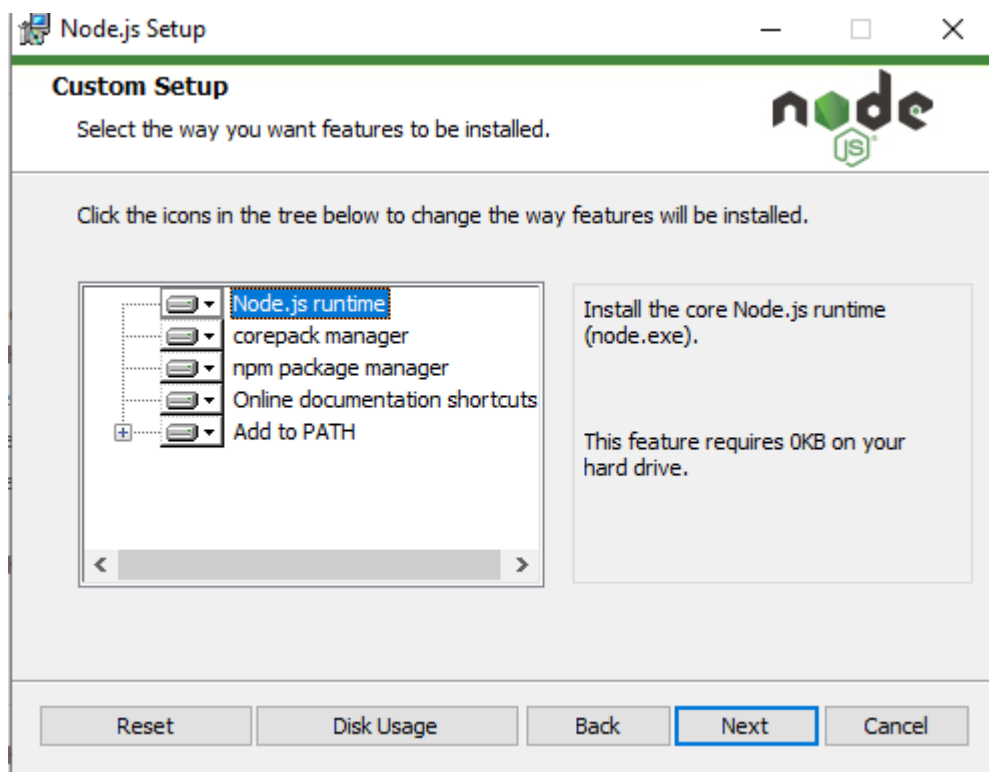 Node.js Setup
Custom Setup
Select the way you want features to be installed.
node
JS
Click the icons in the tree below to change the way features will be installed.
Node.js runtime
corepack manager
npm package manager
Online documentation shortcuts
Add to PATH
Install the core Node.js runtime
(node.exe).
This feature requires 0KB on your
hard drive.
Reset
Disk Usage
Back
Next
Cancel